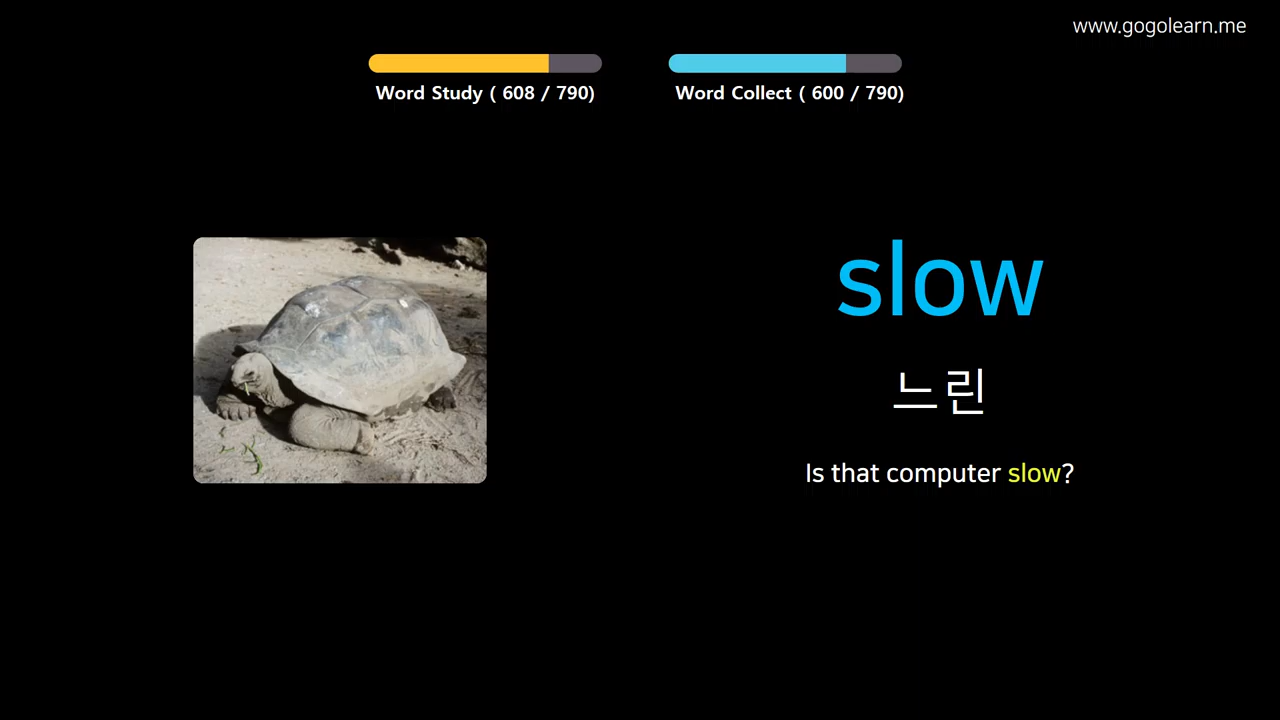 www.gogolearn.me
Word Study ( 608 / 790)
Word Collect ( 600 / 790)
slow
느린
Is that computer slow?